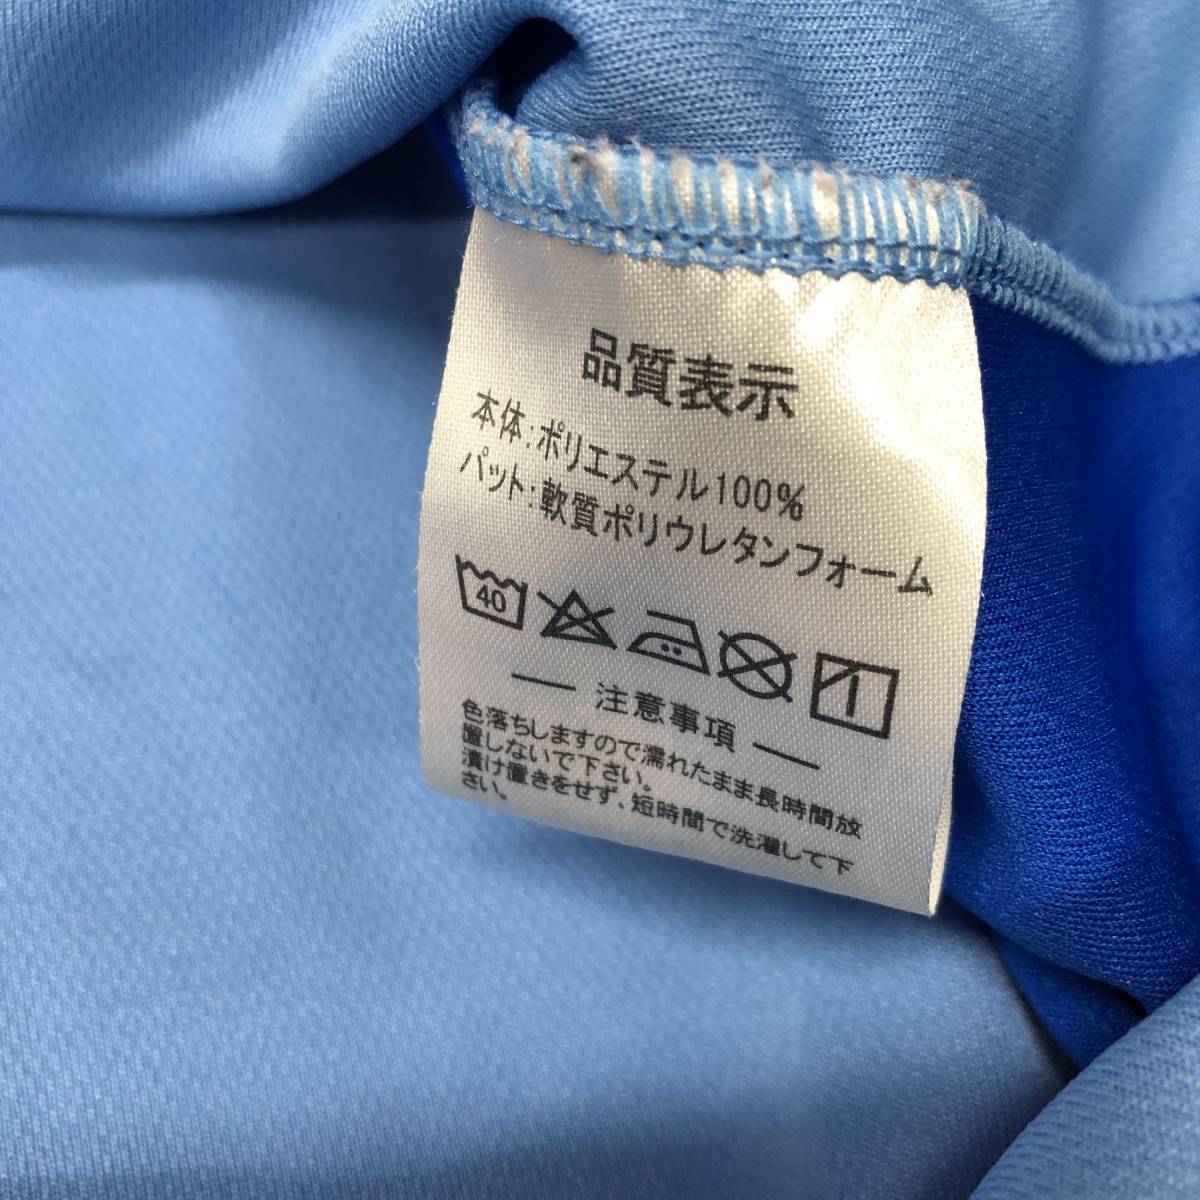 品質表示
本体:ポリエステル100%
パット:軟質ポリウレタンフォーム
40
注意事項
色落ちしますので濡れたまま長時間放
置しないで下さい。
漬け置きをせず、短時間で洗濯して下
さい。